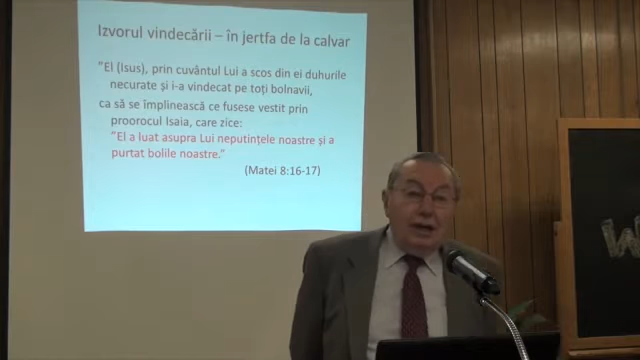 Izvorul vindecării – în jertfa de la calvar
"El (Isus), prin cuvântul Lui a scos din ei duhurile
necurate și i-a vindecat pe toți bolnavii,
ca să se împlinească ce fusese vestit prin
proorocul Isaia, care zice:
"El a luat asupra Lui neputințele noastre și a
purtat bolile noastre."
(Matei 8:16-17)